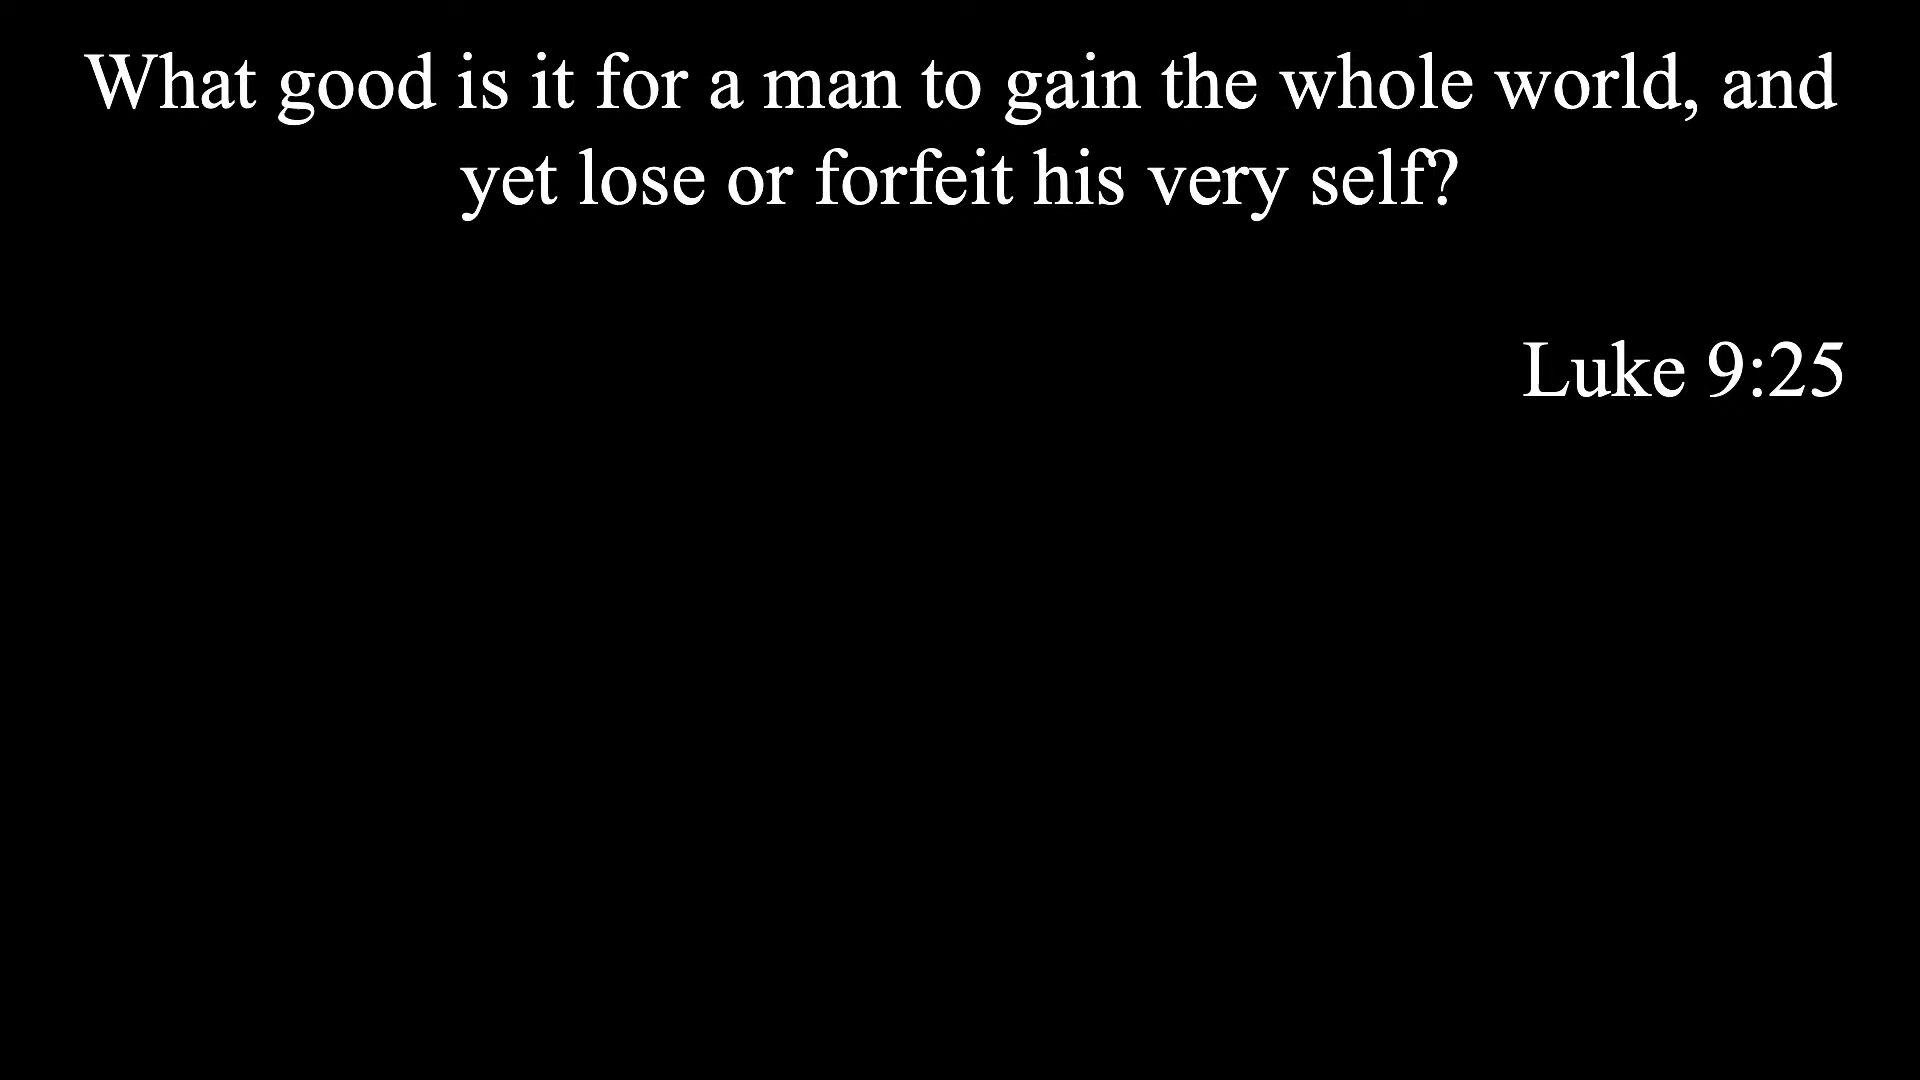 What good is it for a man to gain the whole world, and
yet lose or forfeit his very self?
Luke 9:25